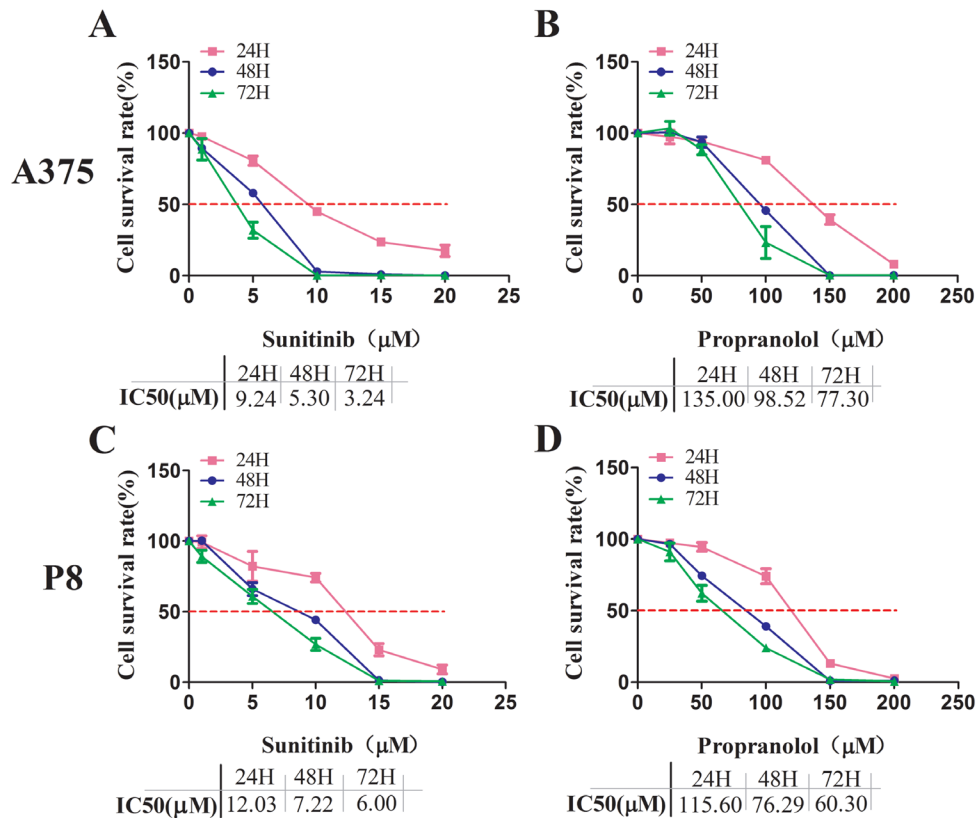 A
24H
48H
72H
150
100
50
0
Cell survival rate(%)
0 5 10 15 20 25
Sunitinib（μM）
24H 48H 72H
IC50(μM) 9.24 5.30 3.24
B
24H
48H
72H
150
100
50
0
Cell survival rate(%)
0 50 100 150 200 250
Propranolol（μM）
24H 48H 72H
IC50(μM) 135.00 98.52 77.30
A375
C
24H
48H
72H
150
100
50
0
Cell survival rate(%)
0 5 10 15 20 25
Sunitinib（μM）
24H 48H 72H
IC50(μM) 12.03 7.22 6.00
D
24H
48H
72H
150
100
50
0
Cell survival rate(%)
0 50 100 150 200 250
Propranolol（μM）
24H 48H 72H
IC50(μM) 115.60 76.29 60.30
P8